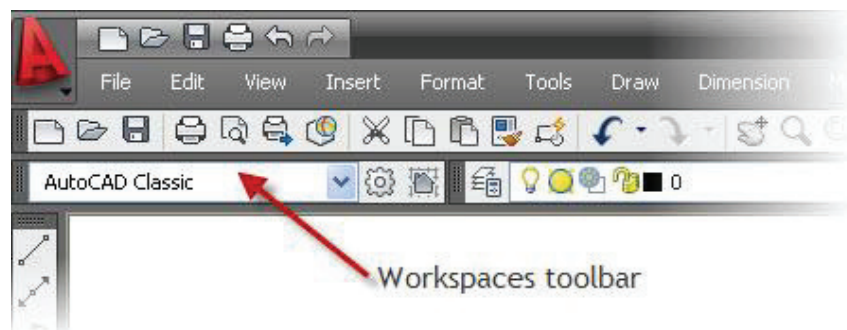 File Edit View Insert Format Tools Draw Dimension
AutoCAD Classic 0
Workspaces toolbar